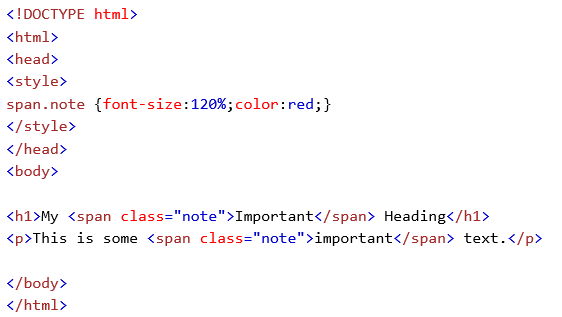 <!DOCTYPE html>
<html>
<head>
<style>
span.note {font-size:120%;color:red;}
</style>
</head>
<body>

<h1>My <span class="note">Important</span> Heading</h1>
<p>This is some <span class="note">important</span> text.</p>

</body>
</html>